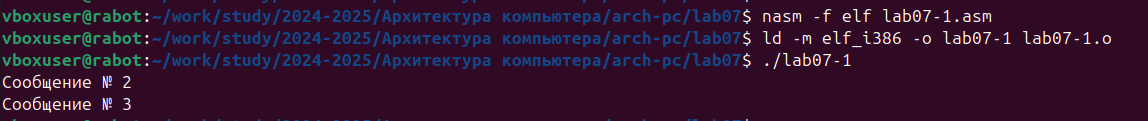 vboxuser@rabot:~/work/study/2024-2025/Архитектура компьютера/arch-pc/lab07$ nasm -f elf lab07-1.asm
vboxuser@rabot:~/work/study/2024-2025/Архитектура компьютера/arch-pc/lab07$ ld -m elf_i386 -o lab07-1 lab07-1.o
vboxuser@rabot:~/work/study/2024-2025/Архитектура компьютера/arch-pc/lab07$ ./lab07-1
Сообщение № 2
Сообщение № 3